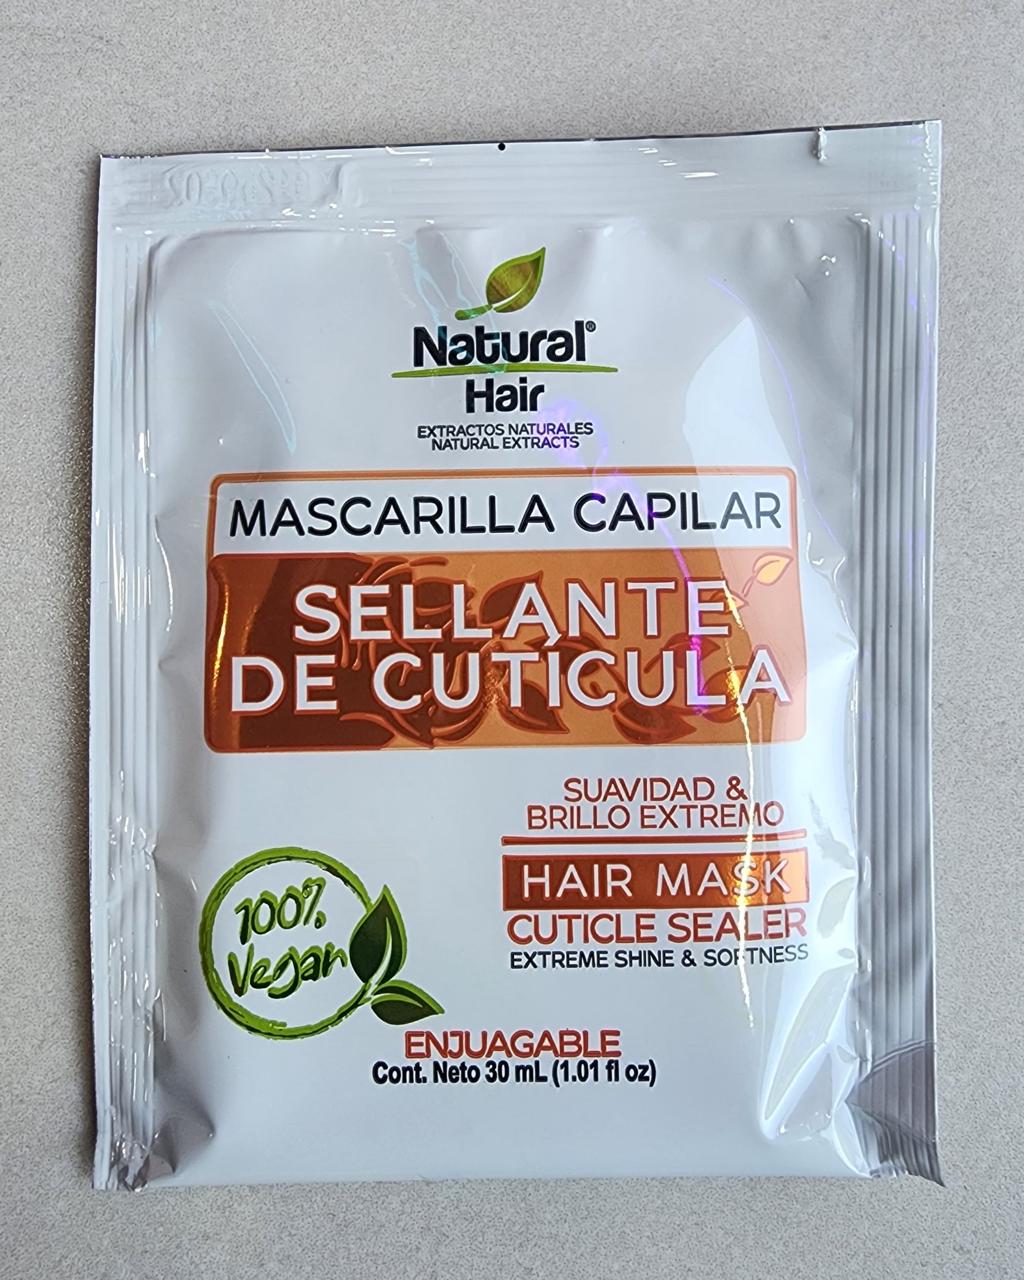 Natural®
Hair
EXTRACTOS NATURALES
NATURAL EXTRACTS
MASCARILLA CAPILAR
SELLANTE
DE CUTÍCULA
SUAVIDAD &
BRILLO EXTREMO
HAIR MASK
CUTICLE SEALER
EXTREME SHINE & SOFTNESS
100%
Vegan
ENJUAGABLE
Cont. Neto 30 mL (1.01 fl oz)